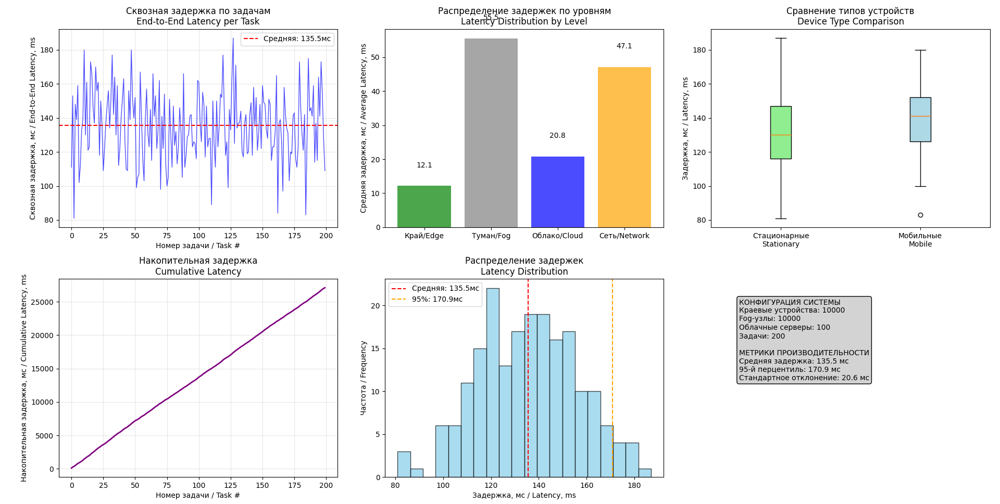 Сквозная задержка по задачам
End-to-End Latency per Task
Сквозная задержка, мс / End-to-End Latency, ms
180
160
140
120
100
80
Средняя: 135.5мс
0 25 50 75 100 125 150 175 200
Номер задачи / Task #
Распределение задержек по уровням
Latency Distribution by Level
Средняя задержка, мс / Average Latency, ms
50
40
30
20
10
0
12.1
55.5
20.8
47.1
Край/Edge Туман/Fog Облако/Cloud Сеть/Network
Сравнение типов устройств
Device Type Comparison
Задержка, мс / Latency, ms
180
160
140
120
100
80
Стационарные
Stationary
Мобильные
Mobile
Накопительная задержка
Cumulative Latency
Накопительная задержка, мс / Cumulative Latency, ms
25000
20000
15000
10000
5000
0
0 25 50 75 100 125 150 175 200
Номер задачи / Task #
Распределение задержек
Latency Distribution
Частота / Frequency
20
15
10
5
0
Средняя: 135.5мс
95%: 170.9мс
80 100 120 140 160 180
Задержка, мс / Latency, ms
КОНФИГУРАЦИЯ СИСТЕМЫ
Краевые устройства: 10000
Fog-узлы: 10000
Облачные серверы: 100
Задачи: 200
МЕТРИКИ ПРОИЗВОДИТЕЛЬНОСТИ
Средняя задержка: 135.5 мс
95-й перцентиль: 170.9 мс
Стандартное отклонение: 20.6 мс